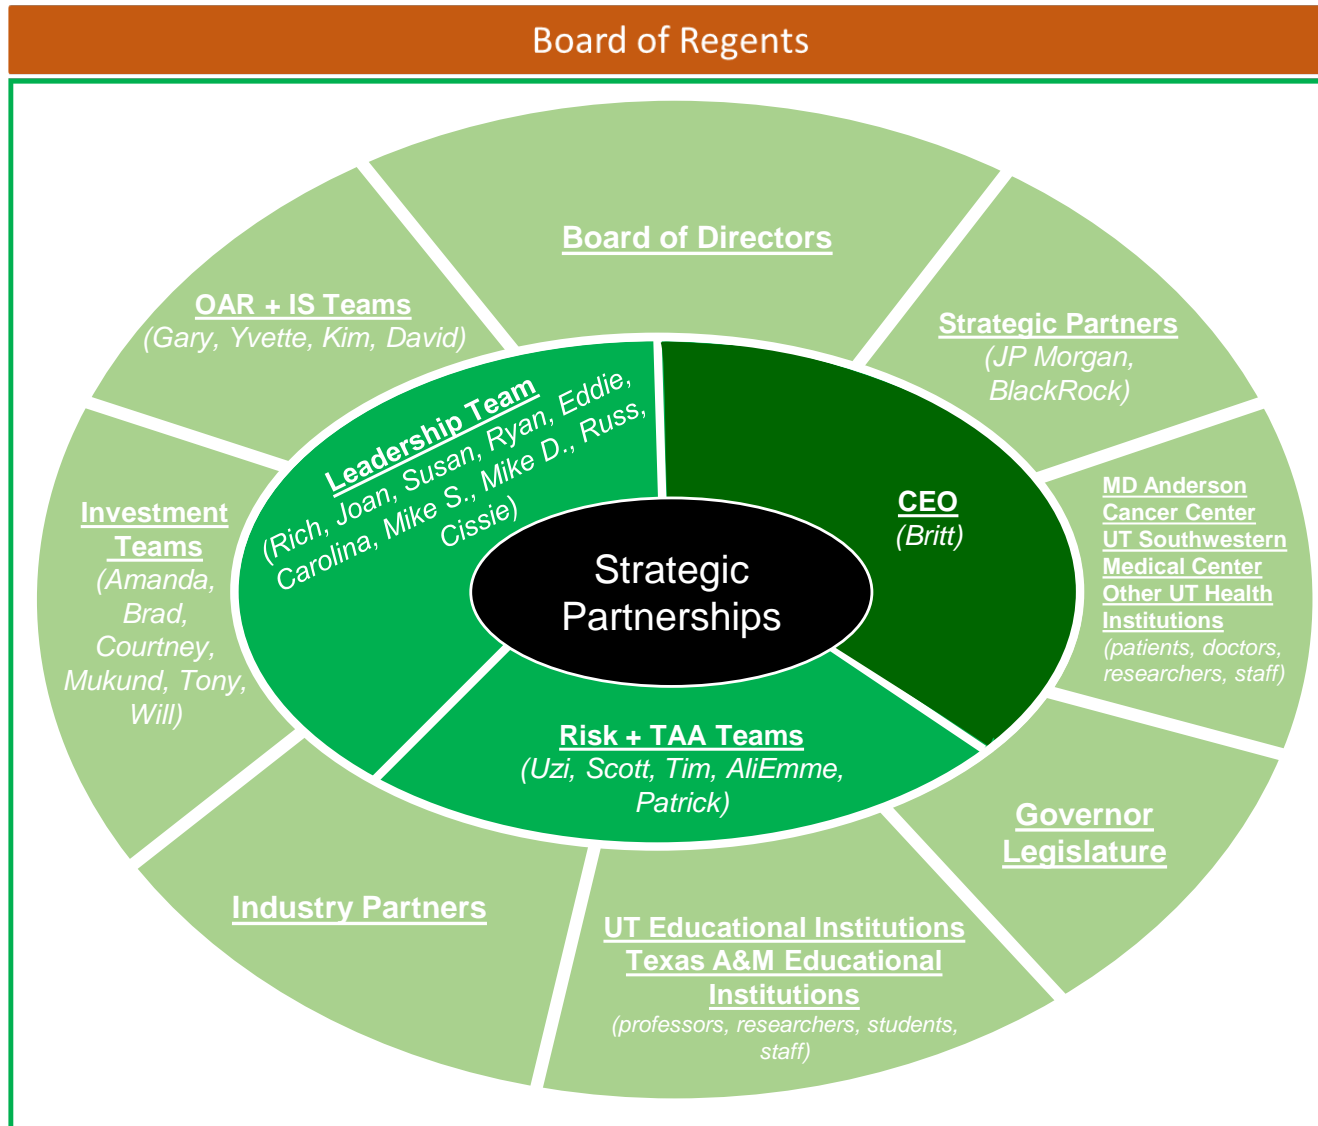 Board of Regents
Board of Directors
OAR + IS Teams
(Gary, Yvette, Kim, David)
Strategic Partners
(JP Morgan,
BlackRock)
Leadership Team
(Rich, Joan, Susan, Ryan, Eddie,
Carolina, Mike S., Mike D., Russ,
Cissie)
CEO
(Britt)
MD Anderson
Cancer Center
UT Southwestern
Medical Center
Other UT Health
Institutions
(patients, doctors,
researchers, staff)
Investment
Teams
(Amanda,
Brad,
Courtney,
Mukund, Tony,
Will)
Strategic
Partnerships
Risk + TAA Teams
(Uzi, Scott, Tim, AliEmme,
Patrick)
Governor
Legislature
Industry Partners
UT Educational Institutions
Texas A&M Educational
Institutions
(professors, researchers, students,
staff)